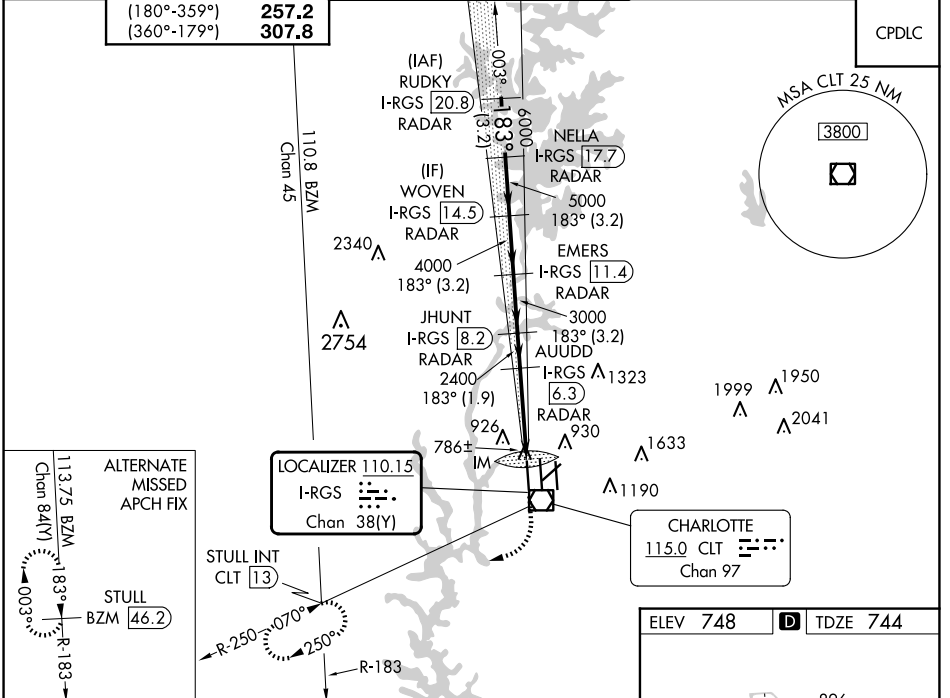 (180°-359°) 257.2
(360°-179°) 307.8
CPDLC
(IAF)
RUDKY
I-RGS 20.8
RADAR
003°
183°
(3.2)
6000
MSA CLT 25 NM
3800
110.8 BZM
Chan 45
NELLA
I-RGS 17.7
RADAR
5000
183° (3.2)
(IF)
WOVEN
I-RGS 14.5
RADAR
4000
183° (3.2)
2340
EMERS
I-RGS 11.4
RADAR
3000
183° (3.2)
2754
JHUNT
I-RGS 8.2
RADAR
2400
183° (1.9)
AUUDD
I-RGS
6.3
RADAR
1323
1999
1950
2041
926
930
786±
IM
1633
1190
LOCALIZER 110.15
I-RGS
Chan 38(Y)
CHARLOTTE
115.0 CLT
Chan 97
ALTERNATE
MISSED
APCH FIX
113.75 BZM
Chan 84(Y)
183°
003°
STULL
BZM 46.2
R-183
STULL INT
CLT 13
R-250
070°
250°
R-183
ELEV 748 D TDZE 744